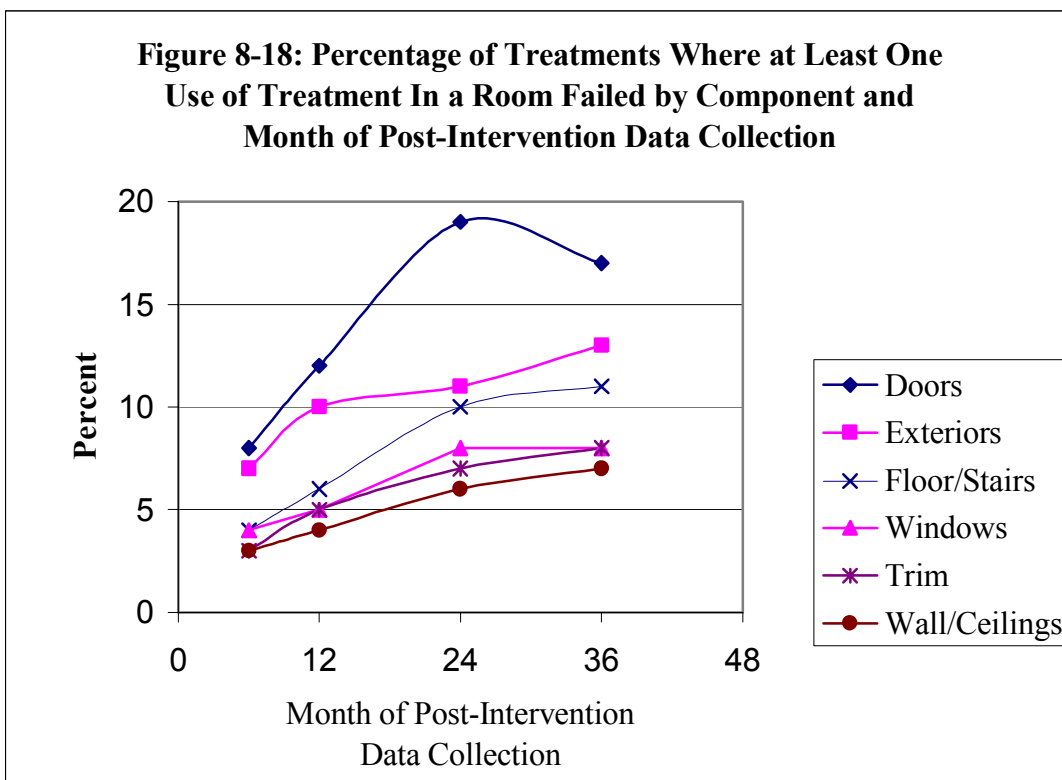 Figure 8-18: Percentage of Treatments Where at Least One
Use of Treatment In a Room Failed by Component and
Month of Post-Intervention Data Collection
20
15
10
5
0
Percent
0 12 24 36 48
Month of Post-Intervention
Data Collection
Doors
Exteriors
Floor/Stairs
Windows
Trim
Wall/Ceilings